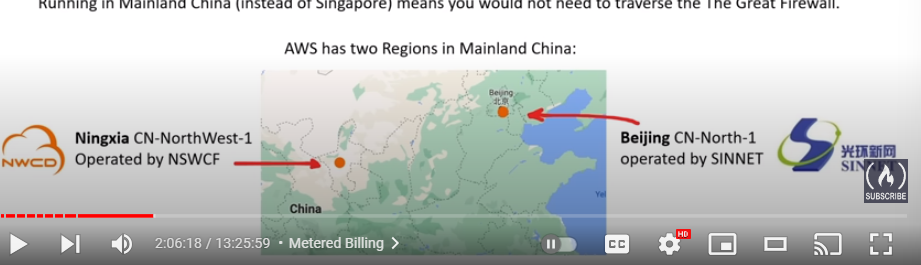 Running in Mainland China (instead of Singapore) means you would not need to traverse the The Great Firewall.
AWS has two Regions in Mainland China:
Beijing
北京
NWCD
Ningxia CN-NorthWest-1
Operated by NSWCF
Beijing CN-North-1
operated by SINNET
光环新网
SINNET
China
Yel
SUBSCRIBE
2:06:18 / 13:25:59 • Metered Billing
CC
HD